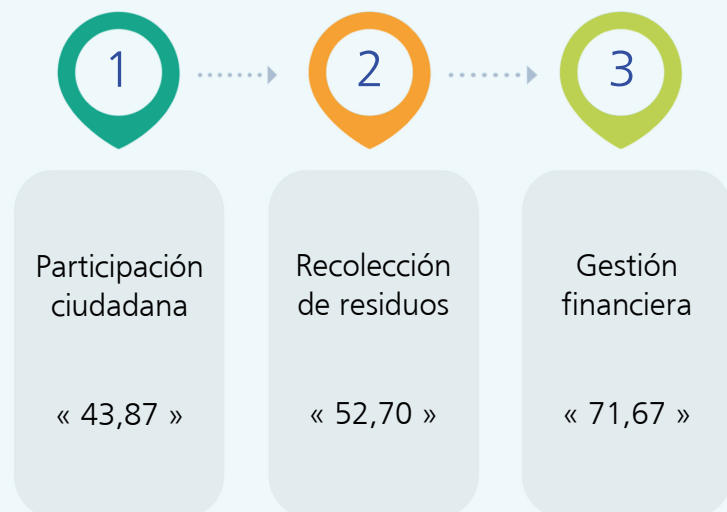 1
2
3
Participación
ciudadana
« 43,87 »
Recolección
de residuos
« 52,70 »
Gestión
financiera
« 71,67 »